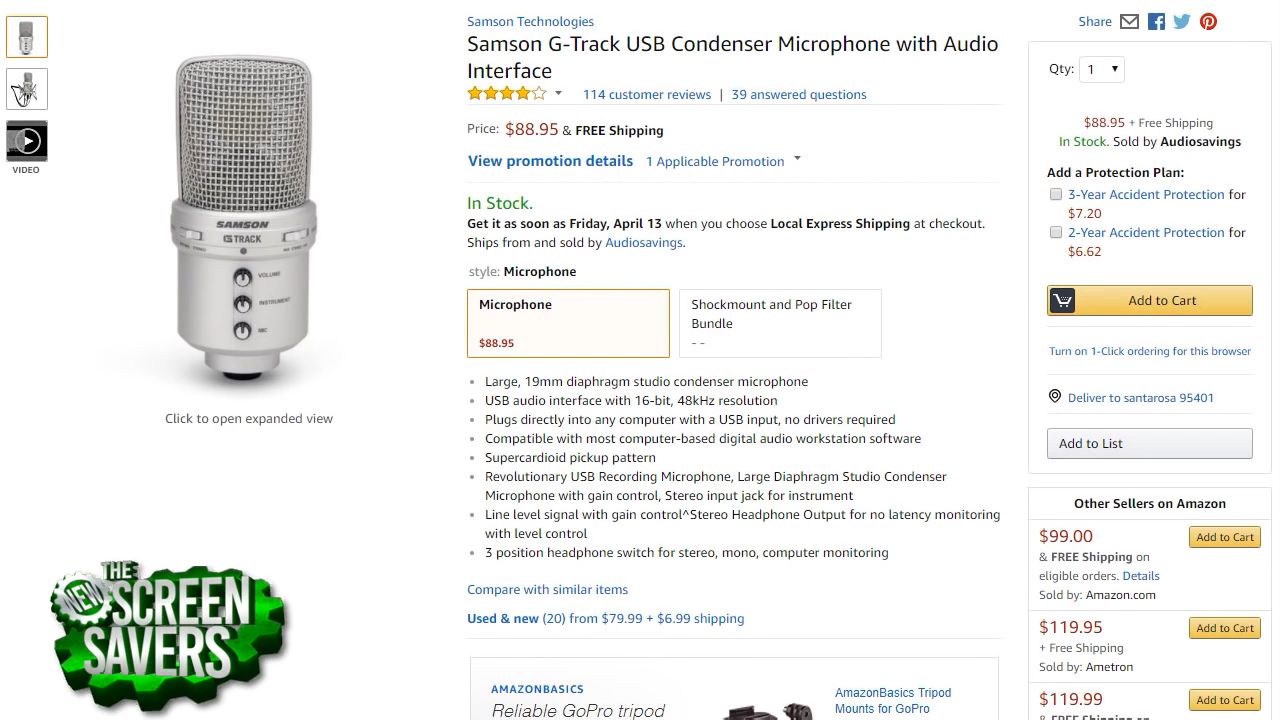 VIDEO
SAMSON
G TRACK
VOLUME
INSTRUMENT
MIC
Click to open expanded view
THE
NEW
SCREEN
SAVERS
Samson Technologies
Samson G-Track USB Condenser Microphone with Audio
Interface
114 customer reviews | 39 answered questions
Price: $88.95 & FREE Shipping
View promotion details 1 Applicable Promotion
In Stock.
Get it as soon as Friday, April 13 when you choose Local Express Shipping at checkout.
Ships from and sold by Audiosavings.
style: Microphone
Microphone
$88.95
Shockmount and Pop Filter
Bundle
- -
Large, 19mm diaphragm studio condenser microphone
USB audio interface with 16-bit, 48kHz resolution
Plugs directly into any computer with a USB input, no drivers required
Compatible with most computer-based digital audio workstation software
Supercardioid pickup pattern
Revolutionary USB Recording Microphone, Large Diaphragm Studio Condenser
Microphone with gain control, Stereo input jack for instrument
Line level signal with gain control^Stereo Headphone Output for no latency monitoring
with level control
3 position headphone switch for stereo, mono, computer monitoring
Compare with similar items
Used & new (20) from $79.99 + $6.99 shipping
AMAZONBASICS
Reliable GoPro tripod
AmazonBasics Tripod
Mounts for GoPro
Share
Qty: 1
$88.95 + Free Shipping
In Stock. Sold by Audiosavings
Add a Protection Plan:
3-Year Accident Protection for
$7.20
2-Year Accident Protection for
$6.62
Add to Cart
Turn on 1-Click ordering for this browser
Deliver to santarosa 95401
Add to List
Other Sellers on Amazon
$99.00 Add to Cart
& FREE Shipping on
eligible orders. Details
Sold by: Amazon.com
$119.95 Add to Cart
+ Free Shipping
Sold by: Ametron
$119.99 Add to Cart
& FREE Shipping on